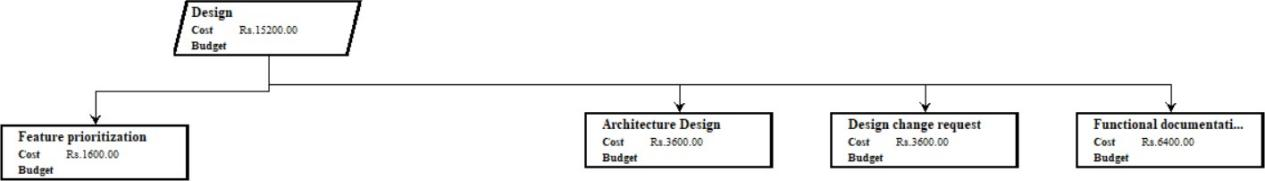 Design
Cost Rs.15200.00
Budget
Feature prioritization
Cost Rs.1600.00
Budget
Architecture Design
Cost Rs.3600.00
Budget
Design change request
Cost Rs.3600.00
Budget
Functional documentati...
Cost Rs.6400.00
Budget